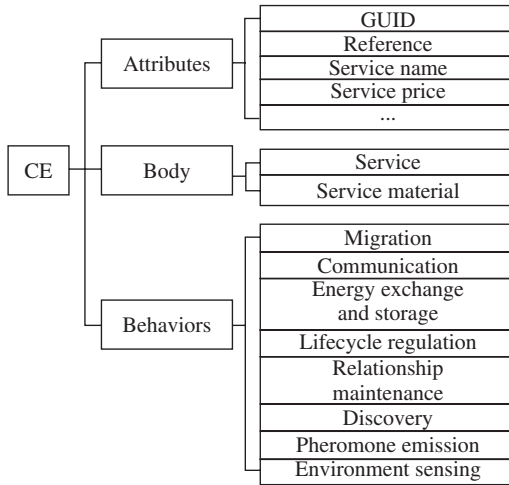 CE
Attributes
GUID
Reference
Service name
Service price
...
Body
Service
Service material
Behaviors
Migration
Communication
Energy exchange
and storage
Lifecycle regulation
Relationship
maintenance
Discovery
Pheromone emission
Environment sensing